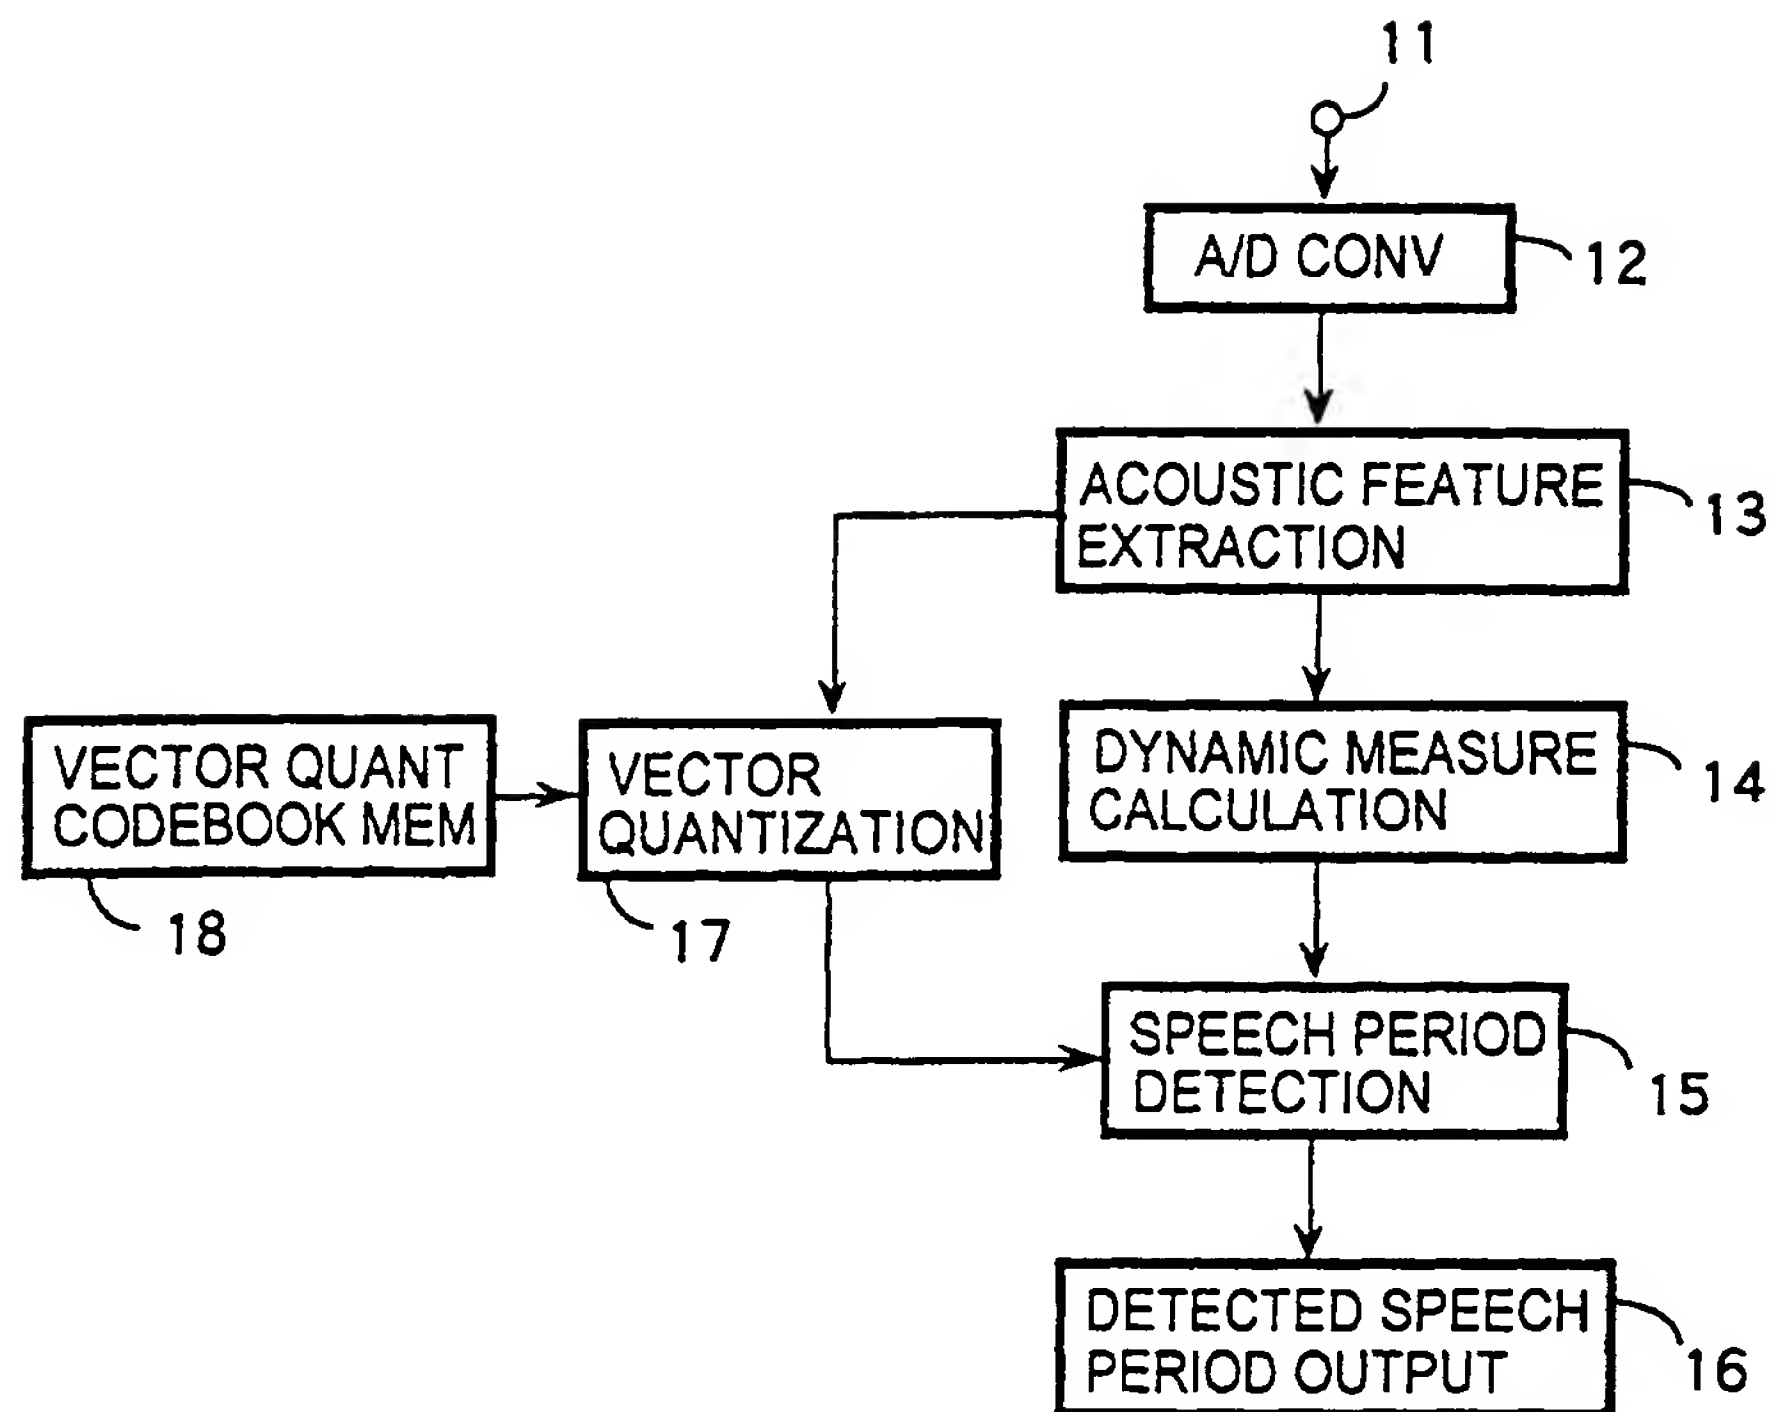 11
A/D CONV
12
ACOUSTIC FEATURE
EXTRACTION
13
VECTOR QUANT
CODEBOOK MEM
18
VECTOR
QUANTIZATION
17
DYNAMIC MEASURE
CALCULATION
14
SPEECH PERIOD
DETECTION
15
DETECTED SPEECH
PERIOD OUTPUT
16